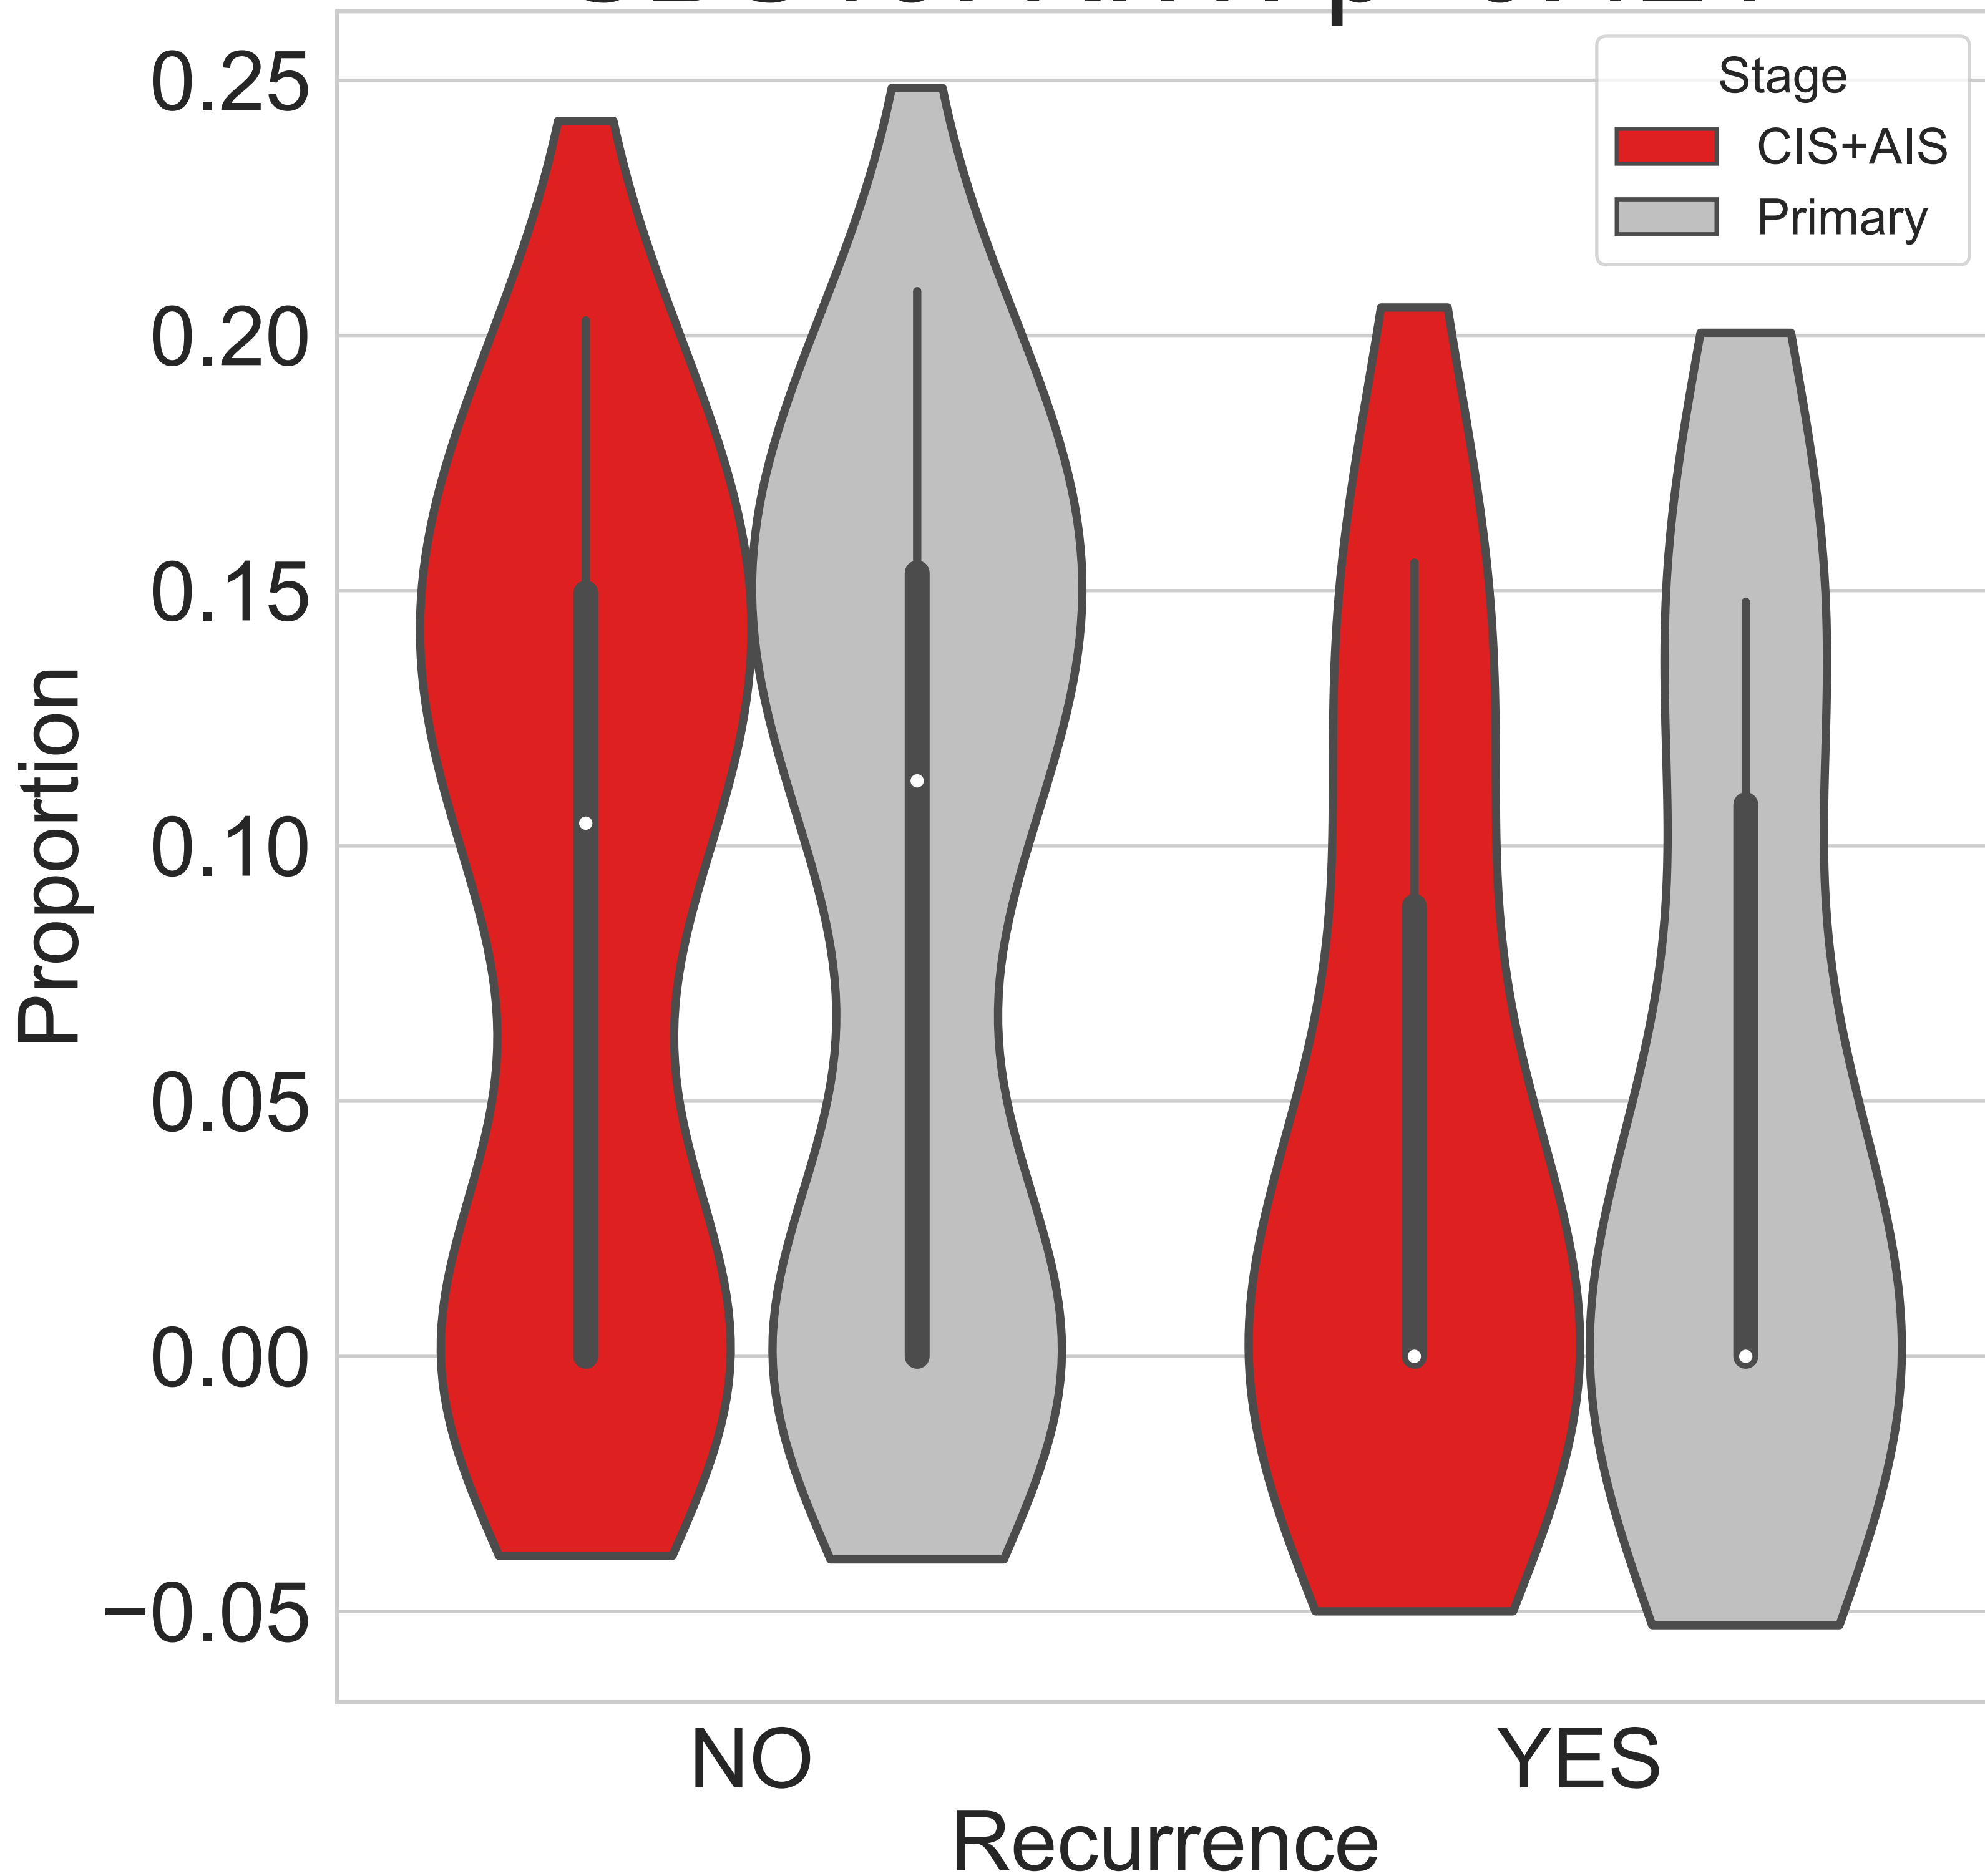 Stage
CIS+AIS
Primary
0.25
0.20
0.15
0.10
0.05
0.00
−0.05
Proportion
NO
YES
Recurrence